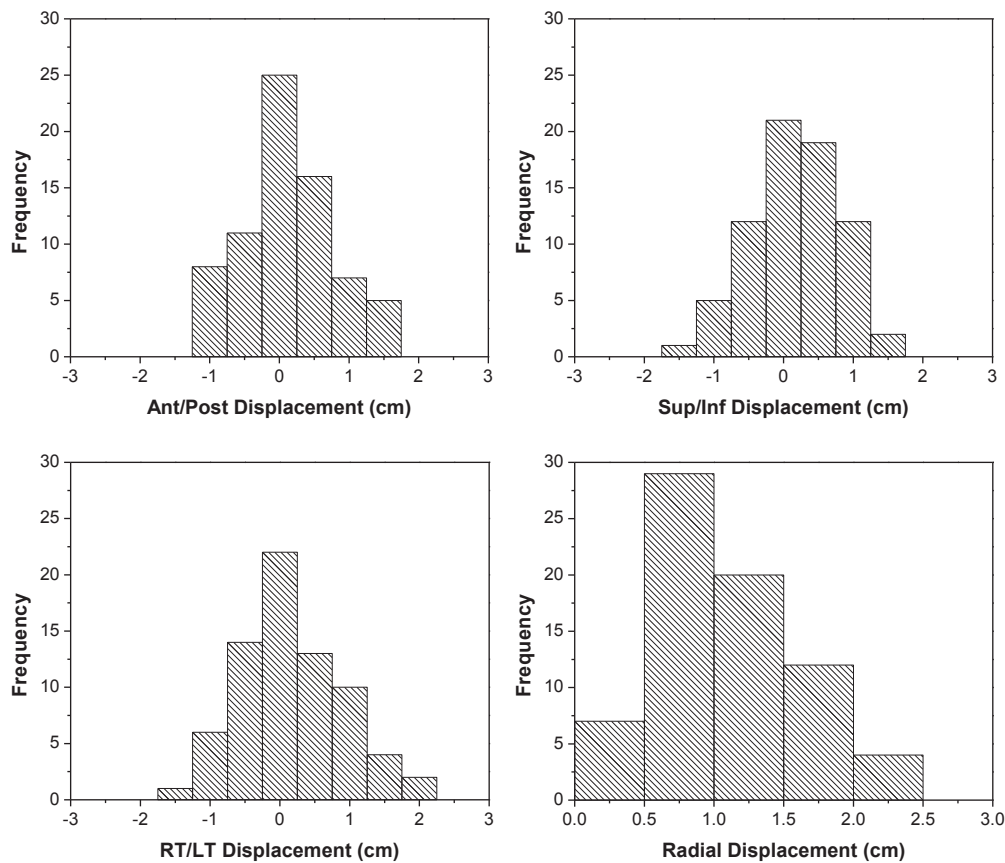 30
25
20
15
10
5
0
Frequency
-3 -2 -1 0 1 2 3
Ant/Post Displacement (cm)
30
25
20
15
10
5
0
Frequency
-3 -2 -1 0 1 2 3
Sup/Inf Displacement (cm)
30
25
20
15
10
5
0
Frequency
-3 -2 -1 0 1 2 3
RT/LT Displacement (cm)
30
25
20
15
10
5
0
Frequency
0.0 0.5 1.0 1.5 2.0 2.5 3.0
Radial Displacement (cm)